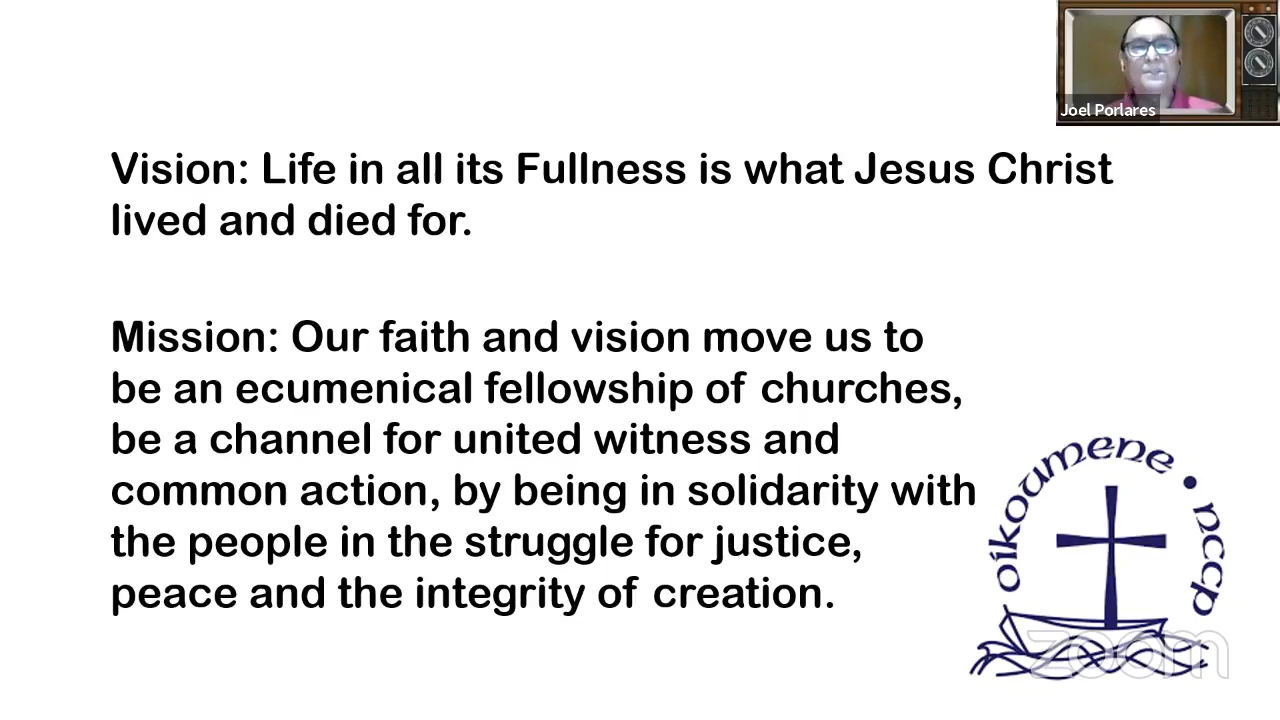 Joel Porlares
Vision: Life in all its Fullness is what Jesus Christ
lived and died for.
Mission: Our faith and vision move us to
be an ecumenical fellowship of churches,
be a channel for united witness and
common action, by being in solidarity with
the people in the struggle for justice,
peace and the integrity of creation.
oikoumene • nccp
zoom